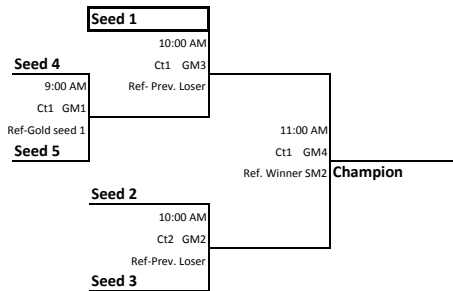 Seed 1
10:00 AM
Ct1 GM3
Ref- Prev. Loser
Seed 4
9:00 AM
Ct1 GM1
Ref-Gold seed 1
Seed 5
11:00 AM
Ct1 GM4
Ref. Winner SM2
Champion
Seed 2
10:00 AM
Ct2 GM2
Ref-Prev. Loser
Seed 3